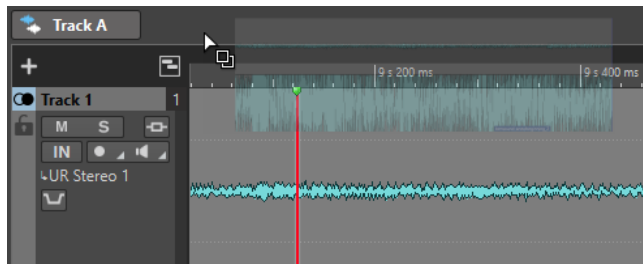 Track A
9 s 200 ms
9 s 400 ms
Track 1
1
M
S
IN
UR Stereo 1